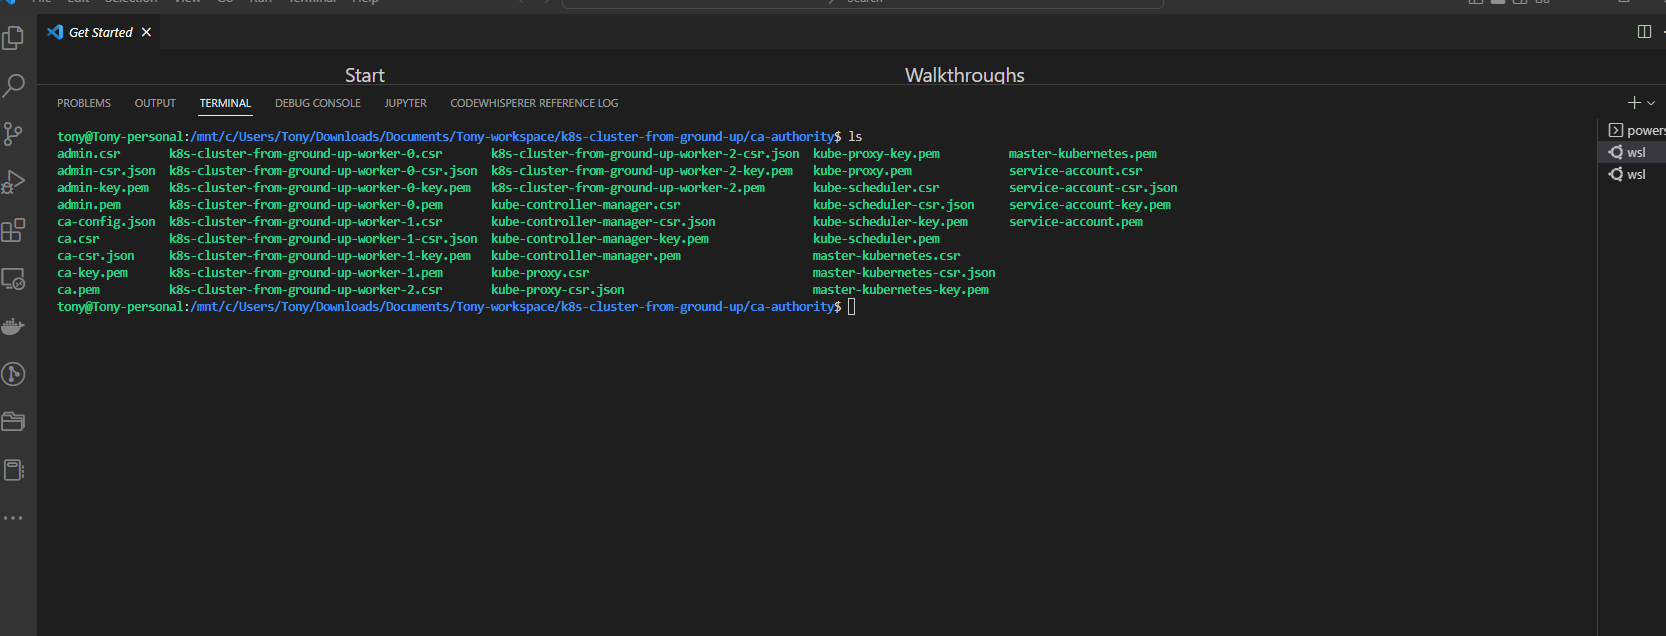 File Edit Selection View Go Run Terminal Help Search
Get Started
Start Walkthroughs
PROBLEMS OUTPUT TERMINAL DEBUG CONSOLE JUPYTER CODEWHISPERER REFERENCE LOG
tony@Tony-personal:/mnt/c/Users/Tony/Downloads/Documents/Tony-workspace/k8s-cluster-from-ground-up/ca-authority$ ls
admin.csr k8s-cluster-from-ground-up-worker-0.csr k8s-cluster-from-ground-up-worker-2-csr.json kube-proxy-key.pem master-kubernetes.pem
admin-csr.json k8s-cluster-from-ground-up-worker-0-csr.json k8s-cluster-from-ground-up-worker-2-key.pem kube-proxy.pem service-account.csr
admin-key.pem k8s-cluster-from-ground-up-worker-0-key.pem k8s-cluster-from-ground-up-worker-2.pem kube-scheduler.csr service-account-csr.json
admin.pem k8s-cluster-from-ground-up-worker-0.pem kube-controller-manager.csr kube-scheduler-csr.json service-account-key.pem
ca-config.json k8s-cluster-from-ground-up-worker-1.csr kube-controller-manager-csr.json kube-scheduler-key.pem service-account.pem
ca.csr k8s-cluster-from-ground-up-worker-1-csr.json kube-controller-manager-key.pem kube-scheduler.pem
ca-csr.json k8s-cluster-from-ground-up-worker-1-key.pem kube-controller-manager.pem master-kubernetes.csr
ca-key.pem k8s-cluster-from-ground-up-worker-1.pem kube-proxy.csr master-kubernetes-csr.json
ca.pem k8s-cluster-from-ground-up-worker-2.csr kube-proxy-csr.json master-kubernetes-key.pem
tony@Tony-personal:/mnt/c/Users/Tony/Downloads/Documents/Tony-workspace/k8s-cluster-from-ground-up/ca-authority$
powers
wsl
wsl